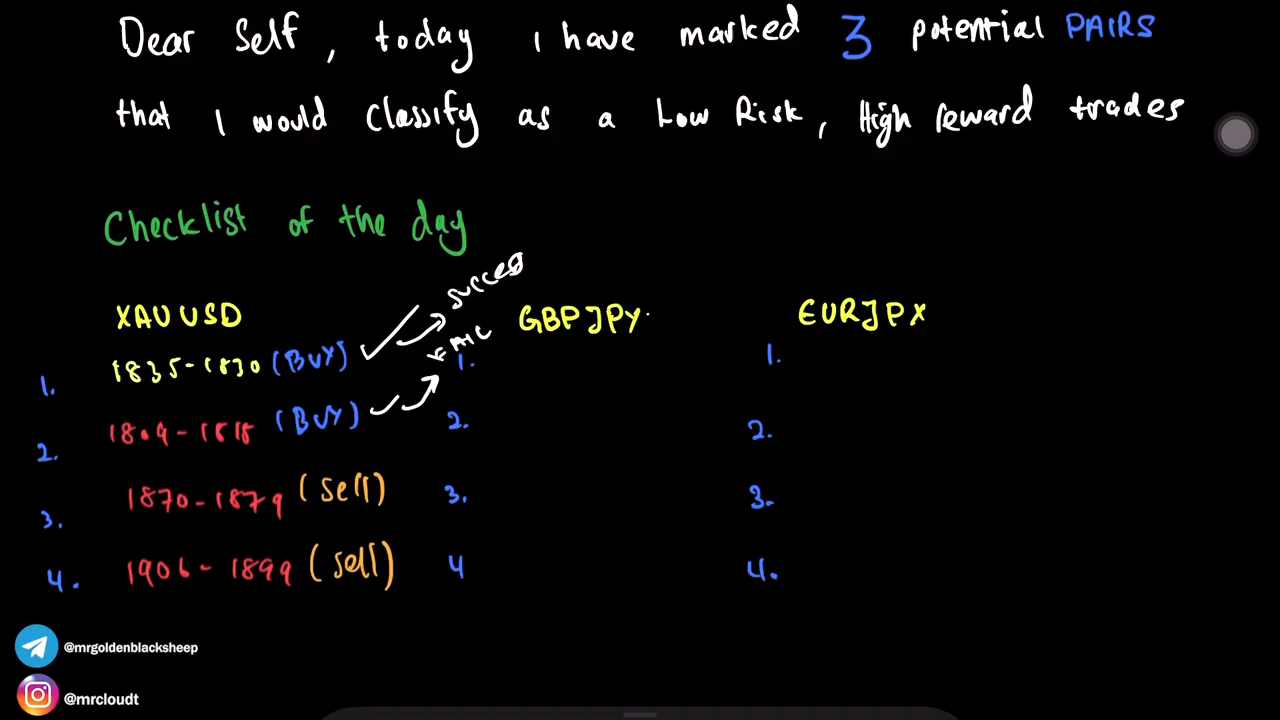 Dear Self, today I have marked 3 potential PAIRS
that I would Classify as a Low Risk, High reward trades
Checklist of the day
XAUUSD
1. 1835-1830 (BUY) succes
2. 1809-1818 (BUY)
3. 1870-1879 (Sell)
4. 1906-1899 (Sell)
GBPJPY
1.
2.
3.
4
EURJPX
1.
2.
3.
4.
@mrgoldenblacksheep
@mrcloudt